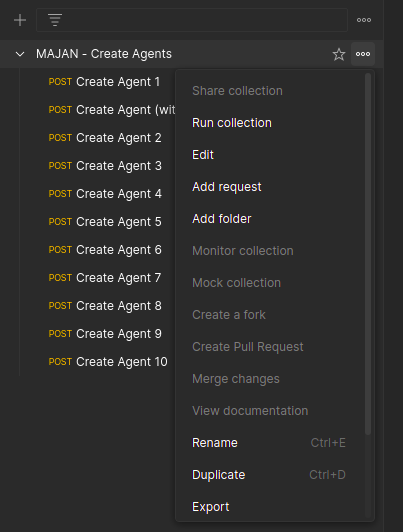 MAJAN - Create Agents
POST Create Agent 1
POST Create Agent (wit
POST Create Agent 2
POST Create Agent 3
POST Create Agent 4
POST Create Agent 5
POST Create Agent 6
POST Create Agent 7
POST Create Agent 8
POST Create Agent 9
POST Create Agent 10
Share collection
Run collection
Edit
Add request
Add folder
Monitor collection
Mock collection
Create a fork
Create Pull Request
Merge changes
View documentation
Rename Ctrl+E
Duplicate Ctrl+D
Export